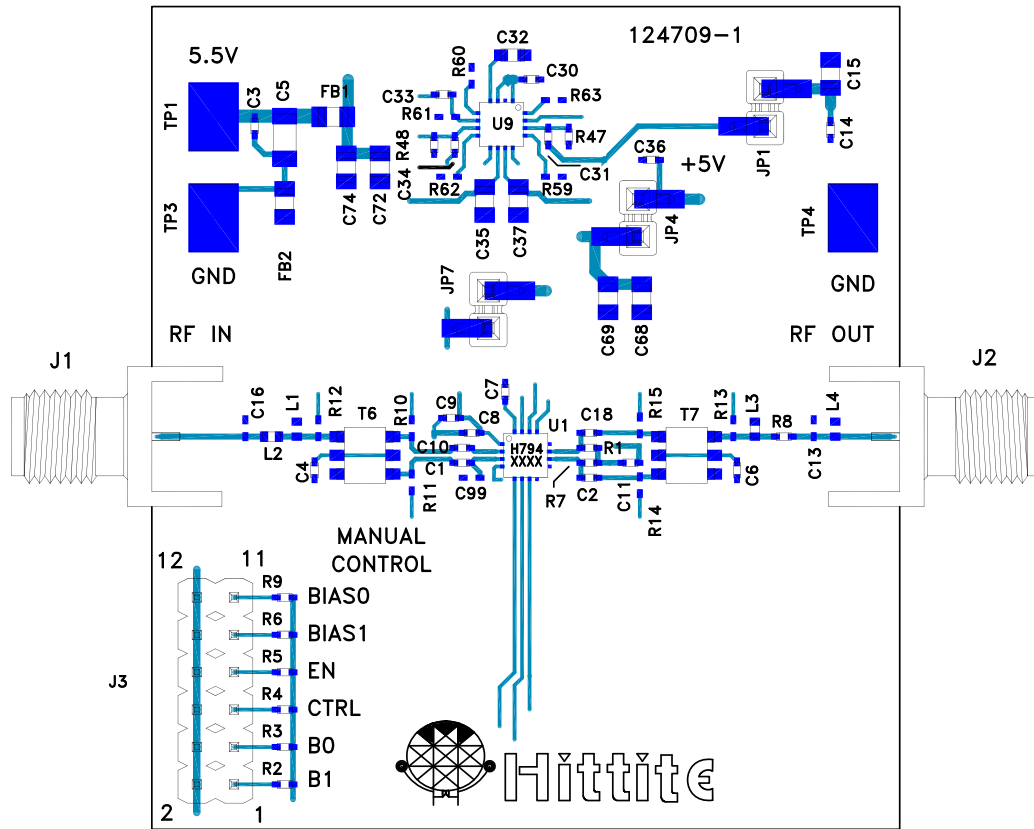 124709-1
5.5V
C32
R60
C30
C15
TP1
C3
C5
FB1
C33
R63
R61
U9
R48
R47
C14
C34
C31
C36
JP1
+5V
R62
R59
TP3
C74
C72
C35
C37
JP4
TP4
FB2
GND
JP7
GND
C69
C68
RF IN
RF OUT
J1
J2
C16
L1
R12
T6
R10
C9
C8
C7
U1
C18
R15
T7
R13
L3
R8
L4
H794
XXXX
C10
R1
L2
C4
C1
C99
R7
C2
C11
C6
C13
R11
R14
MANUAL
CONTROL
12
11
R9
BIAS0
R6
BIAS1
R5
EN
J3
R4
CTRL
R3
B0
R2
B1
2
1
Hittite